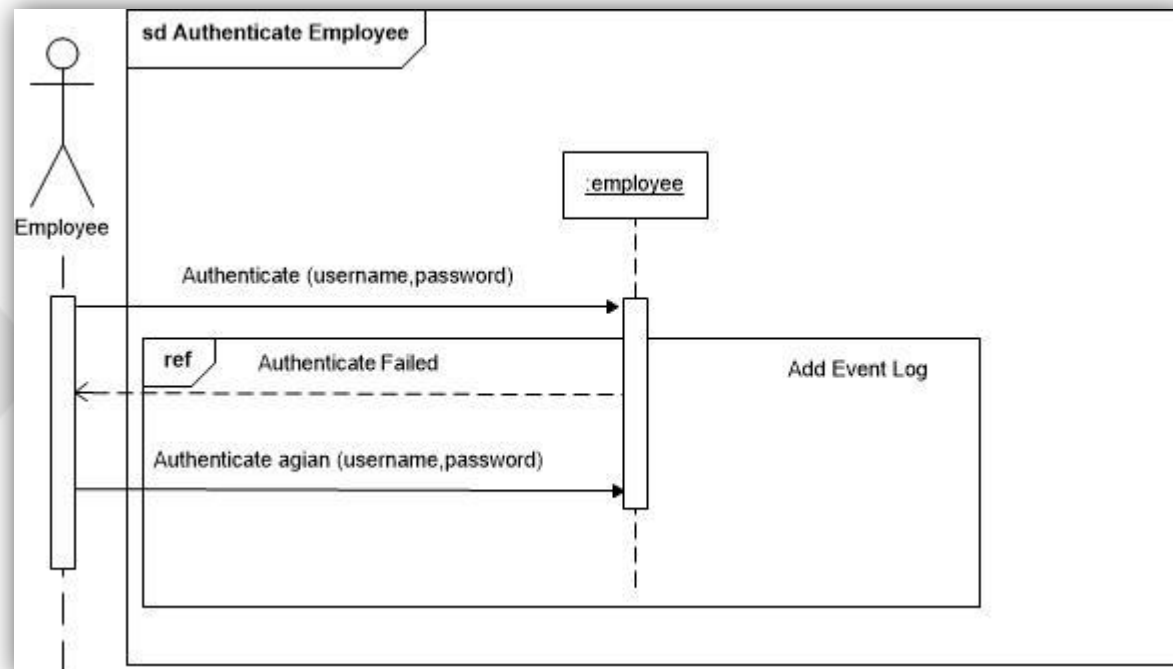 sd Authenticate Employee
:employee
Employee
Authenticate (username,password)
ref
Authenticate Failed
Add Event Log
Authenticate agian (username,password)